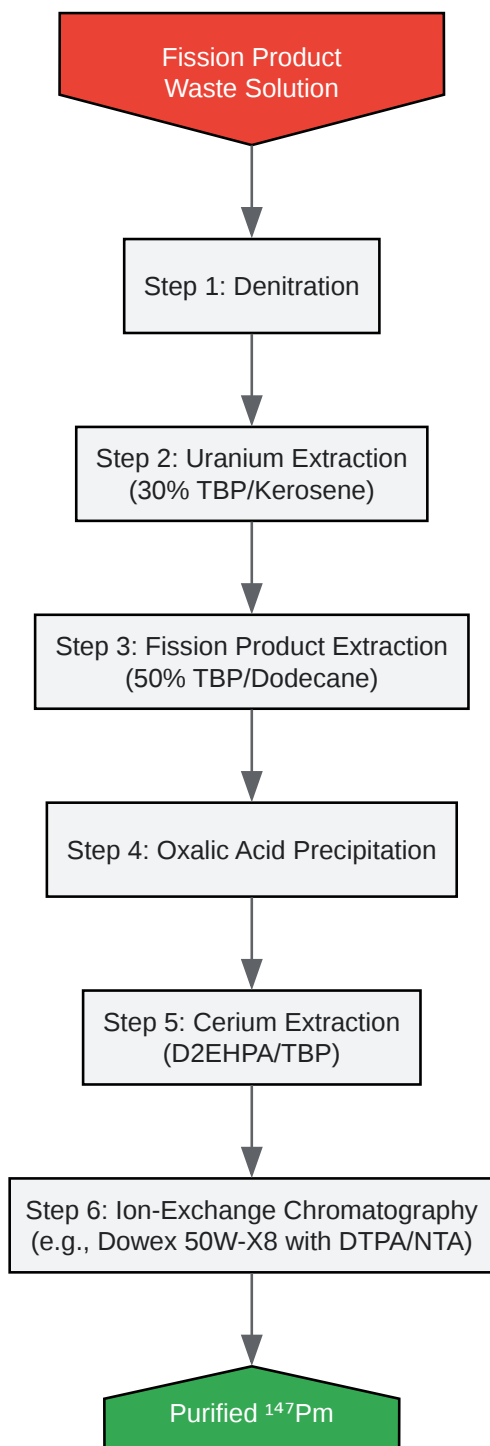 Fission Product
Waste Solution
Step 1: Denitration
Step 2: Uranium Extraction
(30% TBP/Kerosene)
Step 3: Fission Product Extraction
(50% TBP/Dodecane)
Step 4: Oxalic Acid Precipitation
Step 5: Cerium Extraction
(D2EHPA/TBP)
Step 6: Ion-Exchange Chromatography
(e.g., Dowex 50W-X8 with DTPA/NTA)
Purified ¹⁴⁷Pm